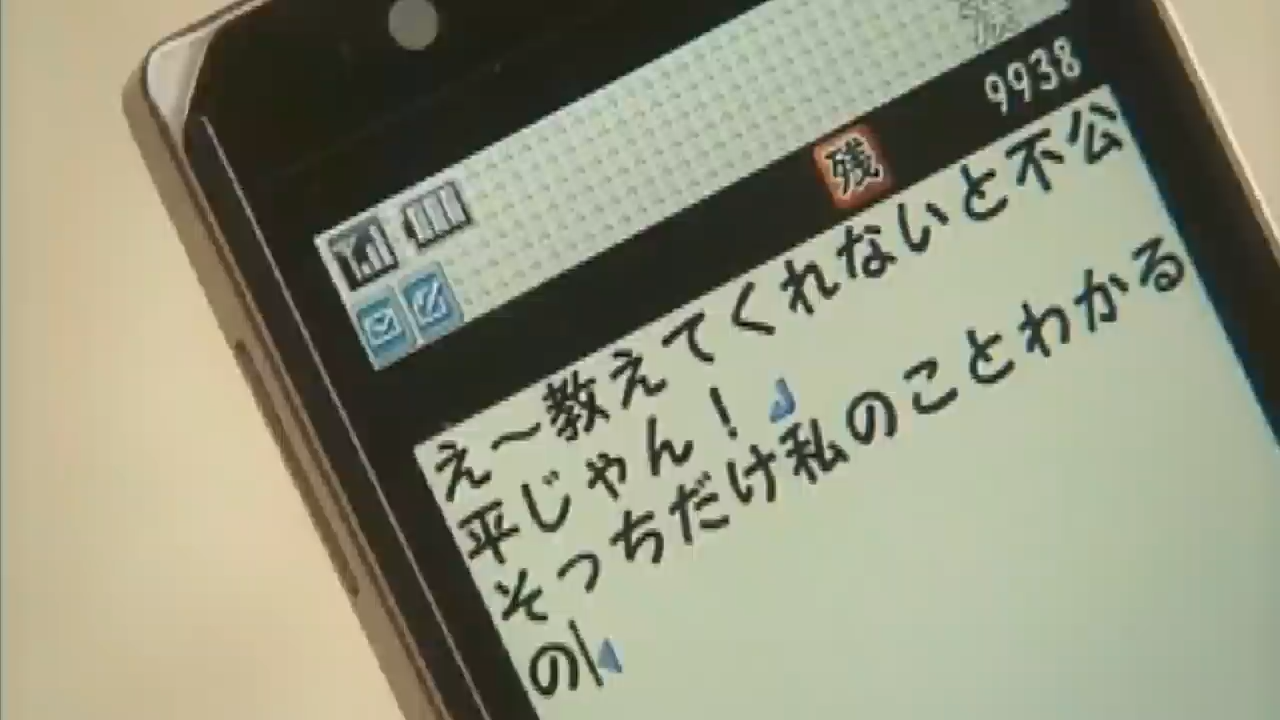 残 9938
え～教えてくれないと不公
平じゃん！
そっちだけ私のことわかる
の